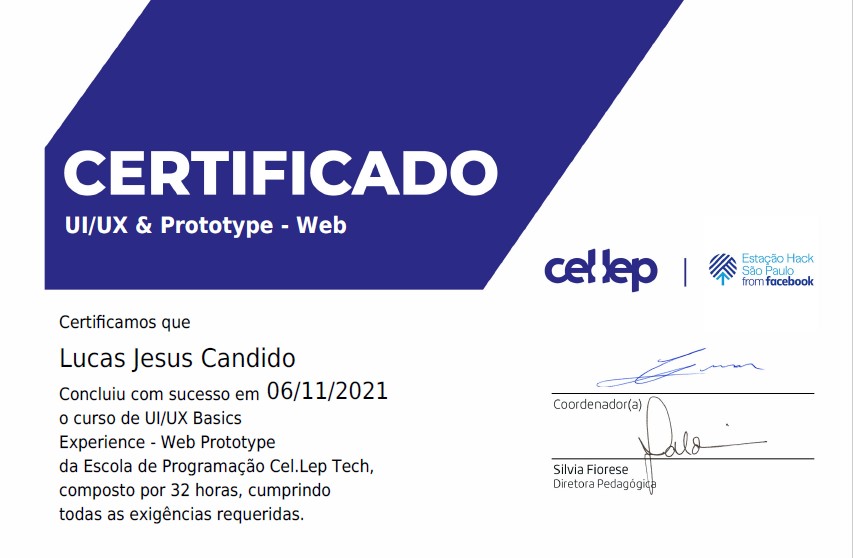 CERTIFICADO
UI/UX & Prototype - Web
cel.lep
Estação Hack
São Paulo
from facebook
Certificamos que
Lucas Jesus Candido
Concluiu com sucesso em 06/11/2021
o curso de UI/UX Basics
Experience - Web Prototype
da Escola de Programação Cel.Lep Tech,
composto por 32 horas, cumprindo
todas as exigências requeridas.
Coordenador(a)
Silvia Fiorese
Diretora Pedagógica